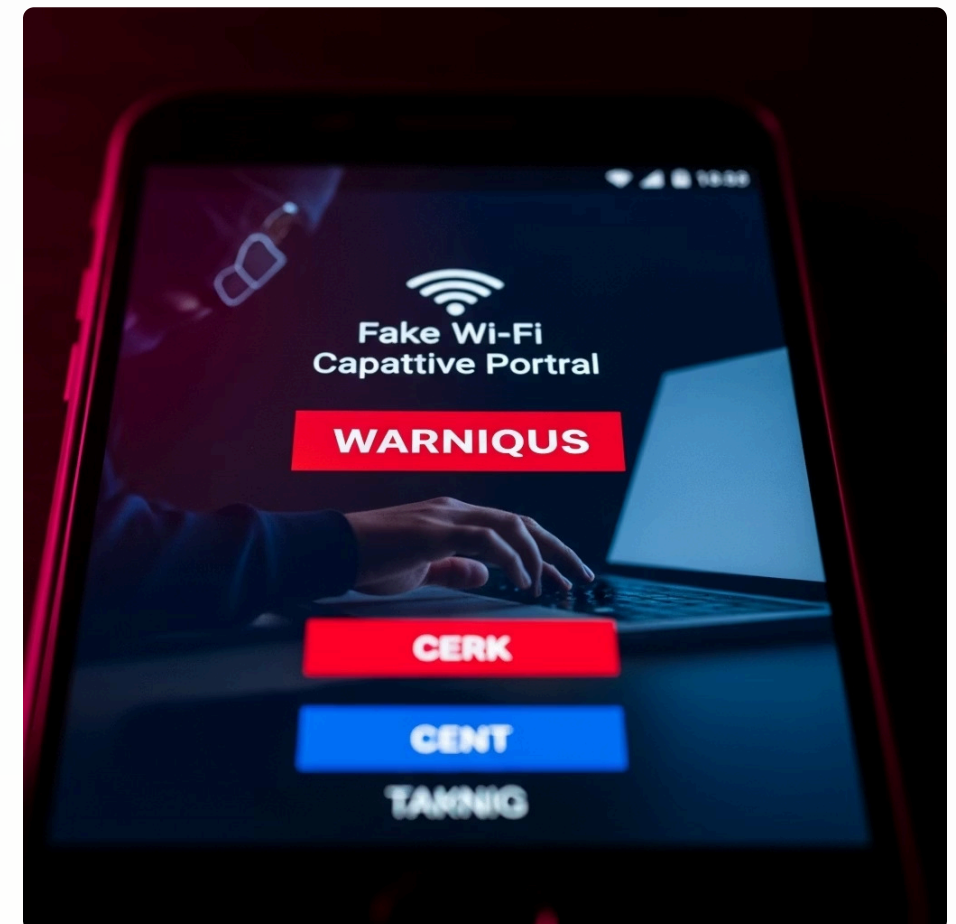 Fake Wi-Fi
Capattive Portral
WARNIQUS
CERK
CENT
TAKNIG